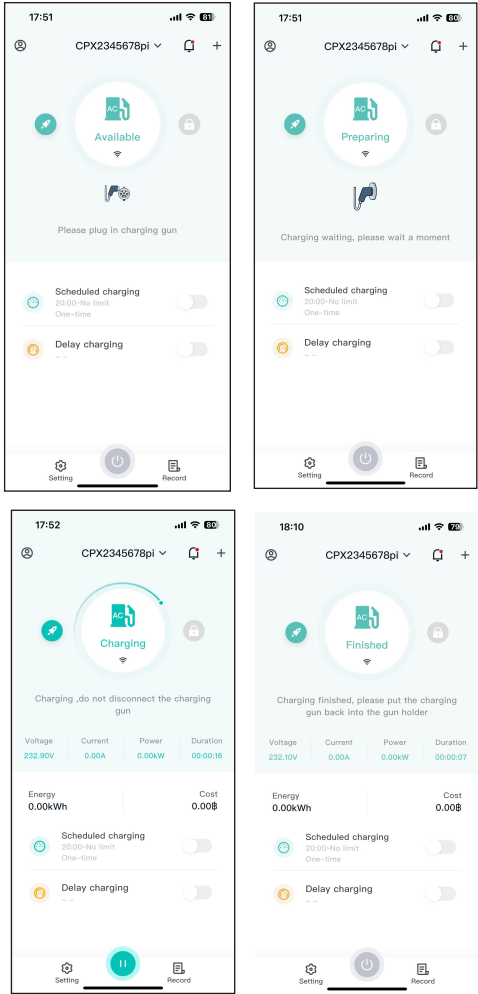 17:51
81
CPX2345678pi
AC
Available
Please plug in charging gun
Scheduled charging
20:00-No limit
One-time
Delay charging
--
Setting
Record
17:51
80
CPX2345678pi
AC
Preparing
Charging waiting, please wait a moment
Scheduled charging
20:00-No limit
One-time
Delay charging
--
Setting
Record
17:52
80
CPX2345678pi
AC
Charging
Charging ,do not disconnect the charging
gun
Voltage Current Power Duration
232.90V 0.00A 0.00kW 00:00:16
Energy Cost
0.00kWh 0.00฿
Scheduled charging
20:00-No limit
One-time
Delay charging
--
Setting
Record
18:10
79
CPX2345678pi
AC
Finished
Charging finished, please put the charging
gun back into the gun holder
Voltage Current Power Duration
232.10V 0.00A 0.00kW 00:00:07
Energy Cost
0.00kWh 0.00฿
Scheduled charging
20:00-No limit
One-time
Delay charging
--
Setting
Record